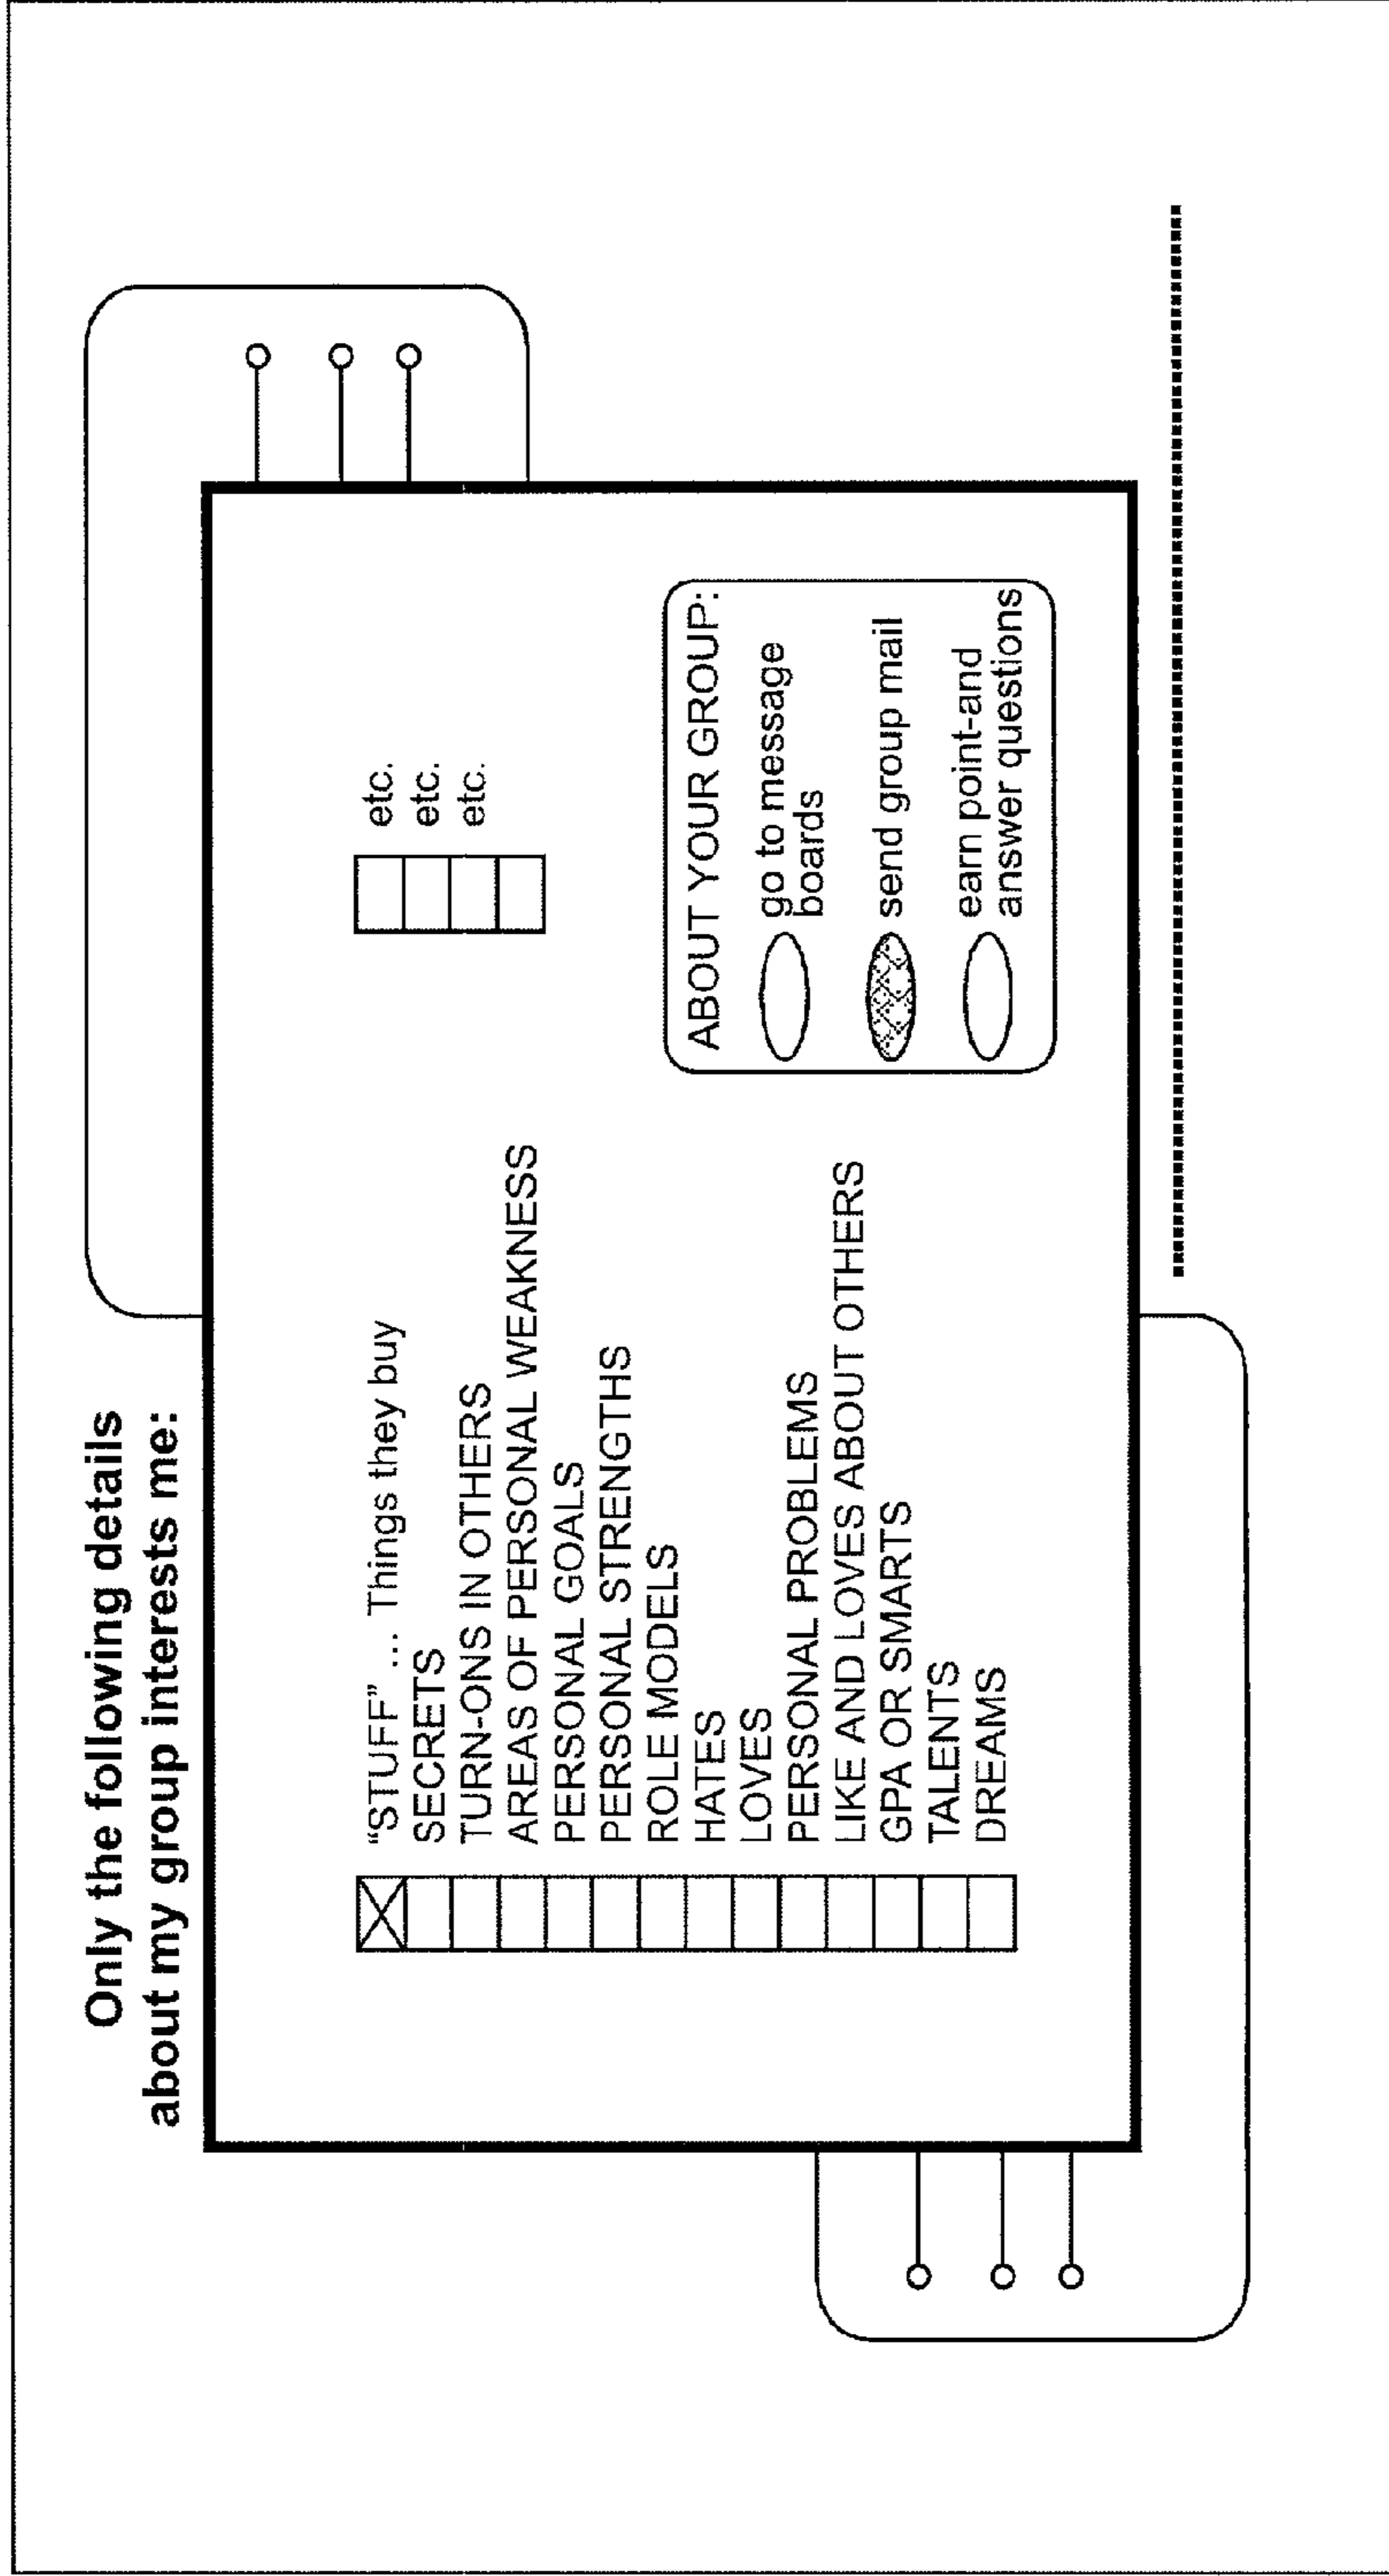 Only the following details
about my group interests me:
“STUFF” ... Things they buy
SECRETS
TURN-ONS IN OTHERS
AREAS OF PERSONAL WEAKNESS
PERSONAL GOALS
PERSONAL STRENGTHS
ROLE MODELS
HATES
LOVES
PERSONAL PROBLEMS
LIKE AND LOVES ABOUT OTHERS
GPA OR SMARTS
TALENTS
DREAMS
etc.
etc.
etc.
ABOUT YOUR GROUP:
go to message
boards
send group mail
earn point-and
answer questions